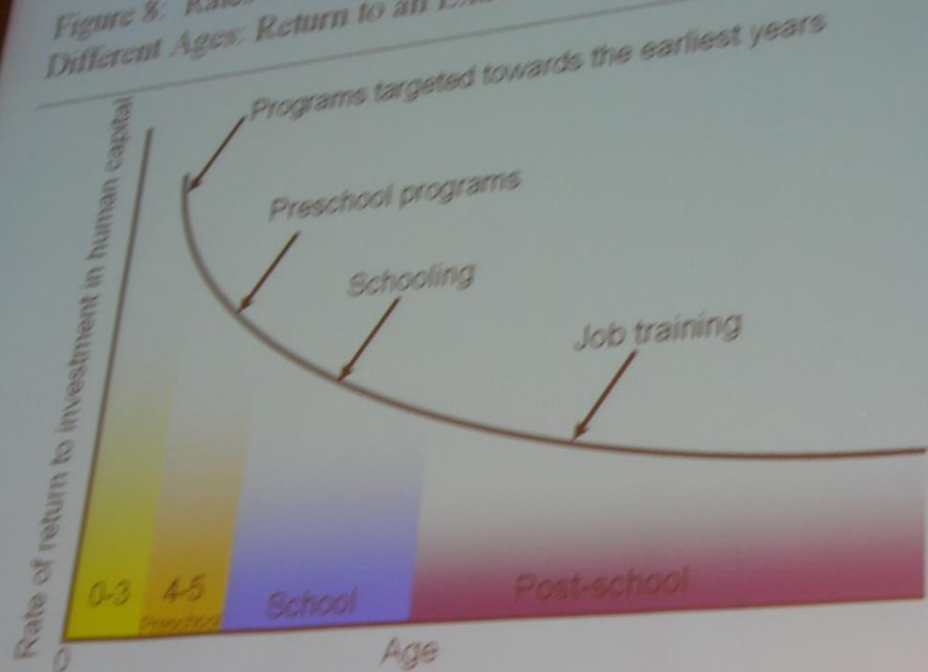 Figure 8:
Different Ages: Return to an
Programs targeted towards the earliest years
Preschool programs
Schooling
Job training
Rate of return to investment in human capital
0-3
4-5
Preschool
School
Post-school
0
Age